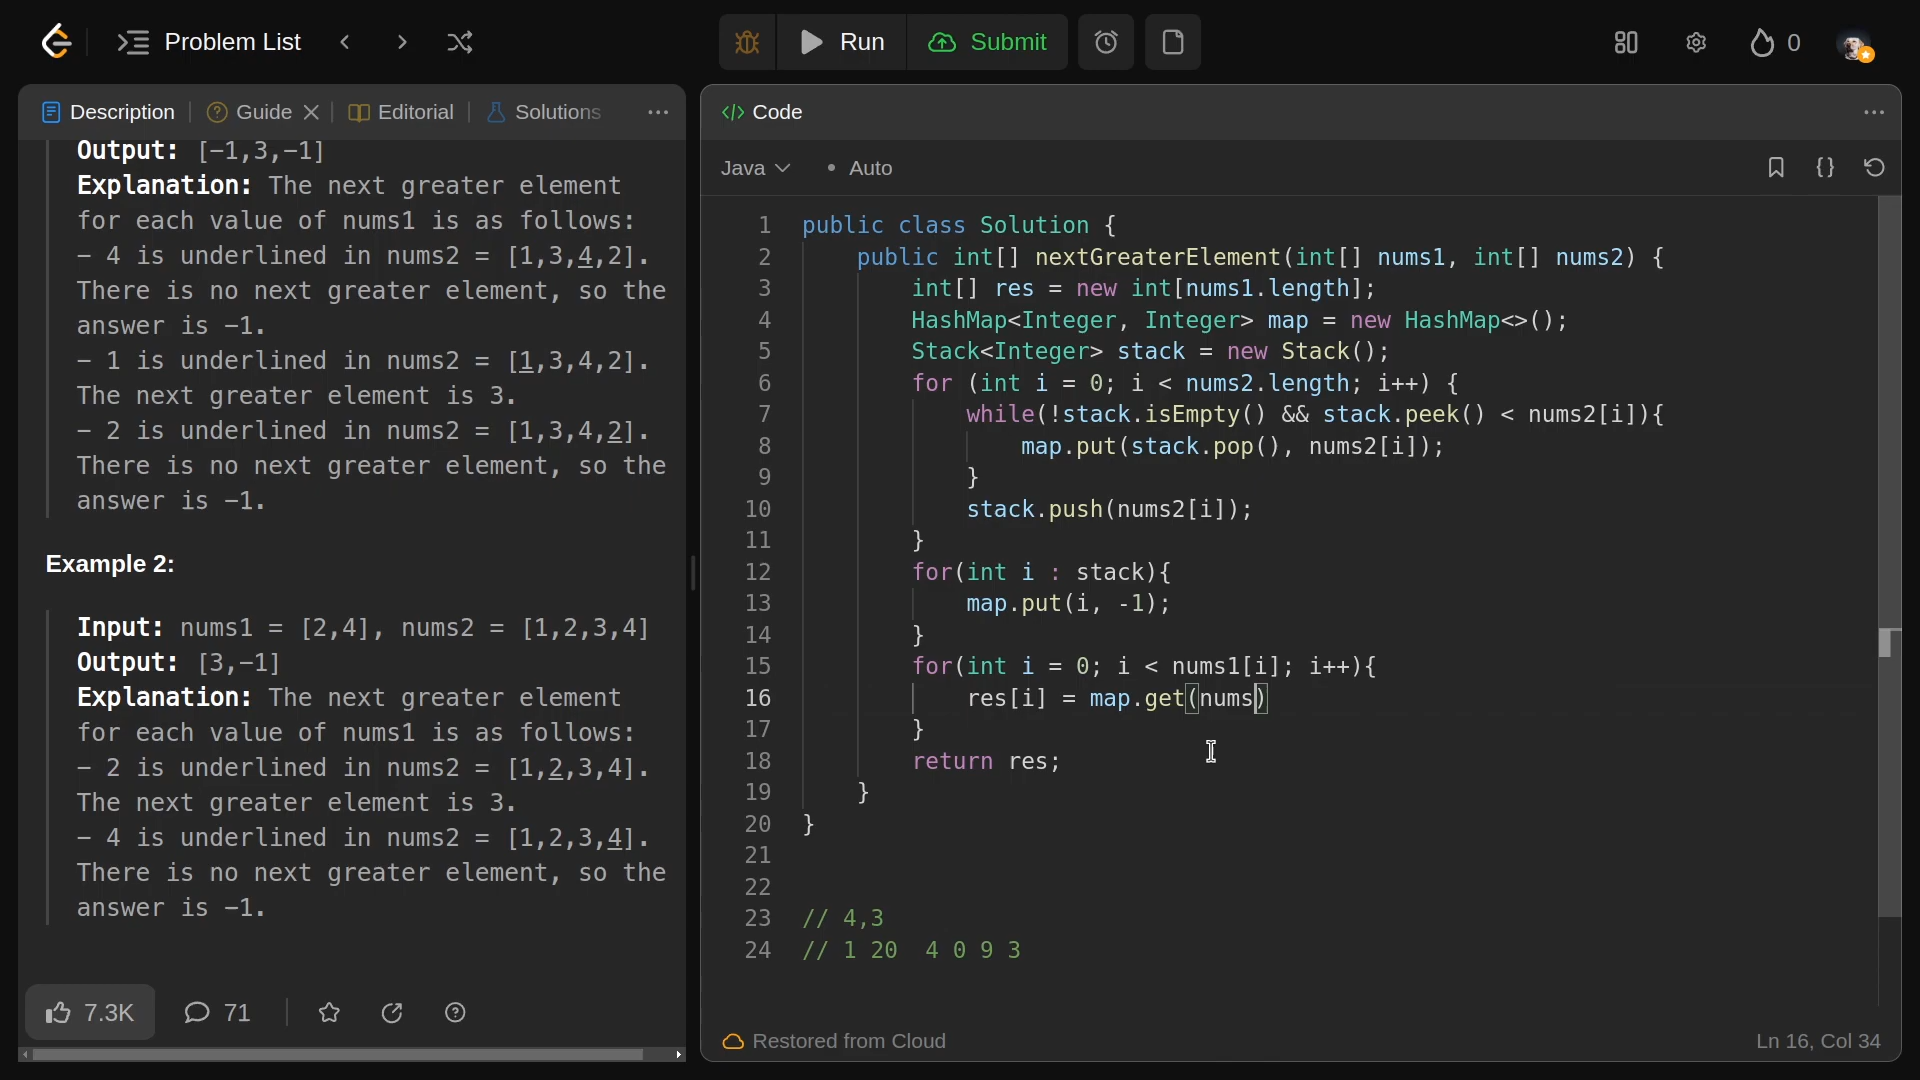 Problem List
Run
Submit
0
Description
Guide
Editorial
Solutions
Output: [−1,3,−1]
Explanation: The next greater element
for each value of nums1 is as follows:
− 4 is underlined in nums2 = [1,3,4,2].
There is no next greater element, so the
answer is −1.
− 1 is underlined in nums2 = [1,3,4,2].
The next greater element is 3.
− 2 is underlined in nums2 = [1,3,4,2].
There is no next greater element, so the
answer is −1.
Example 2:
Input: nums1 = [2,4], nums2 = [1,2,3,4]
Output: [3,−1]
Explanation: The next greater element
for each value of nums1 is as follows:
− 2 is underlined in nums2 = [1,2,3,4].
The next greater element is 3.
− 4 is underlined in nums2 = [1,2,3,4].
There is no next greater element, so the
answer is −1.
7.3K
71
</> Code
Java
Auto
1 public class Solution {
2 public int[] nextGreaterElement(int[] nums1, int[] nums2) {
3 int[] res = new int[nums1.length];
4 HashMap<Integer, Integer> map = new HashMap<>();
5 Stack<Integer> stack = new Stack();
6 for (int i = 0; i < nums2.length; i++) {
7 while(!stack.isEmpty() && stack.peek() < nums2[i]){
8 map.put(stack.pop(), nums2[i]);
9 }
10 stack.push(nums2[i]);
11 }
12 for(int i : stack){
13 map.put(i, -1);
14 }
15 for(int i = 0; i < nums1[i]; i++){
16 res[i] = map.get(nums)
17 }
18 return res;
19 }
20 }
21
22
23 // 4,3
24 // 1 20  4 0 9 3
Restored from Cloud
Ln 16, Col 34